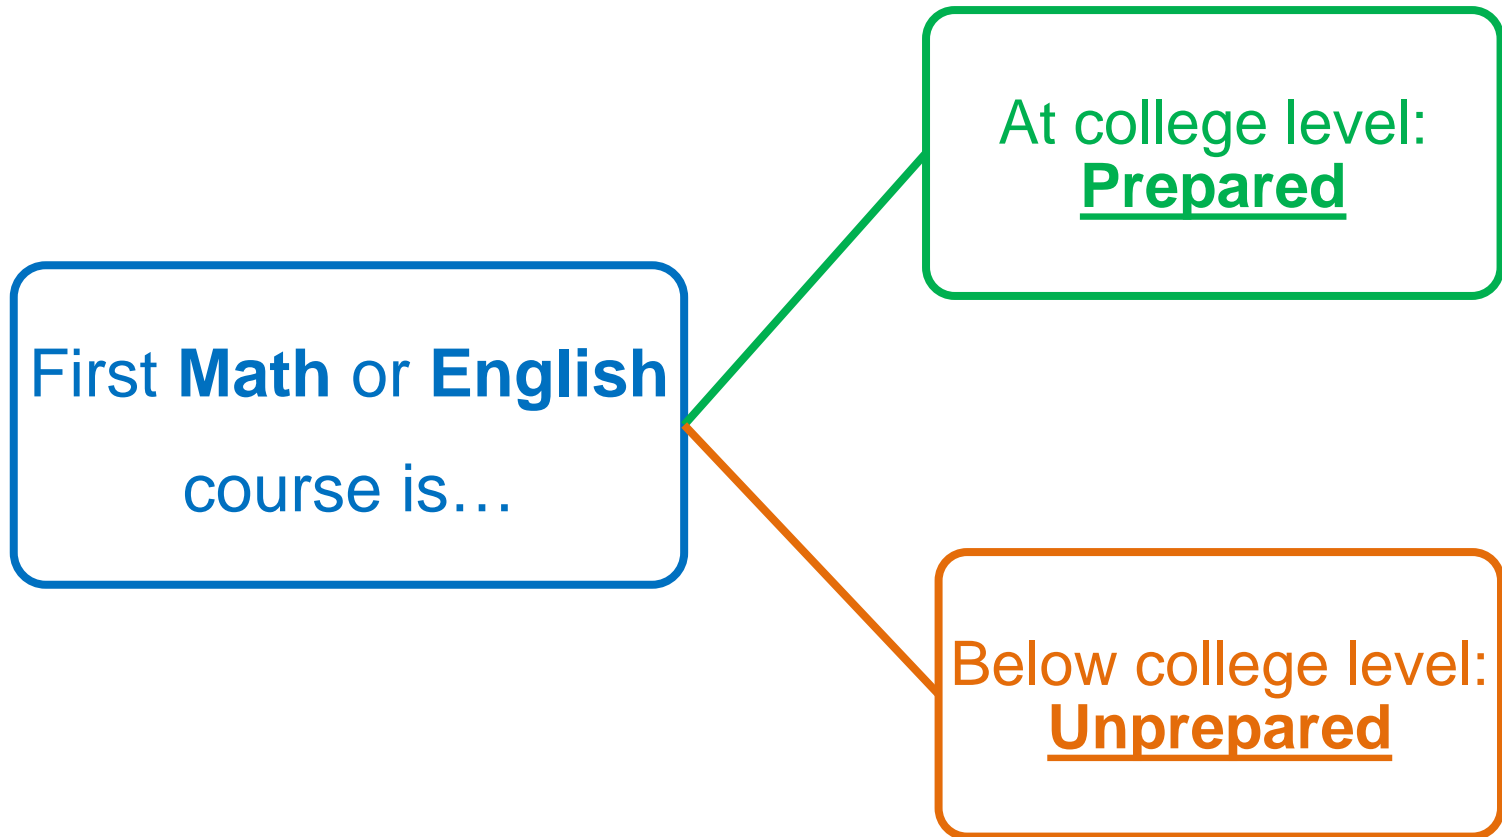 At college level:
Prepared
First Math or English
course is…
Below college level:
Unprepared